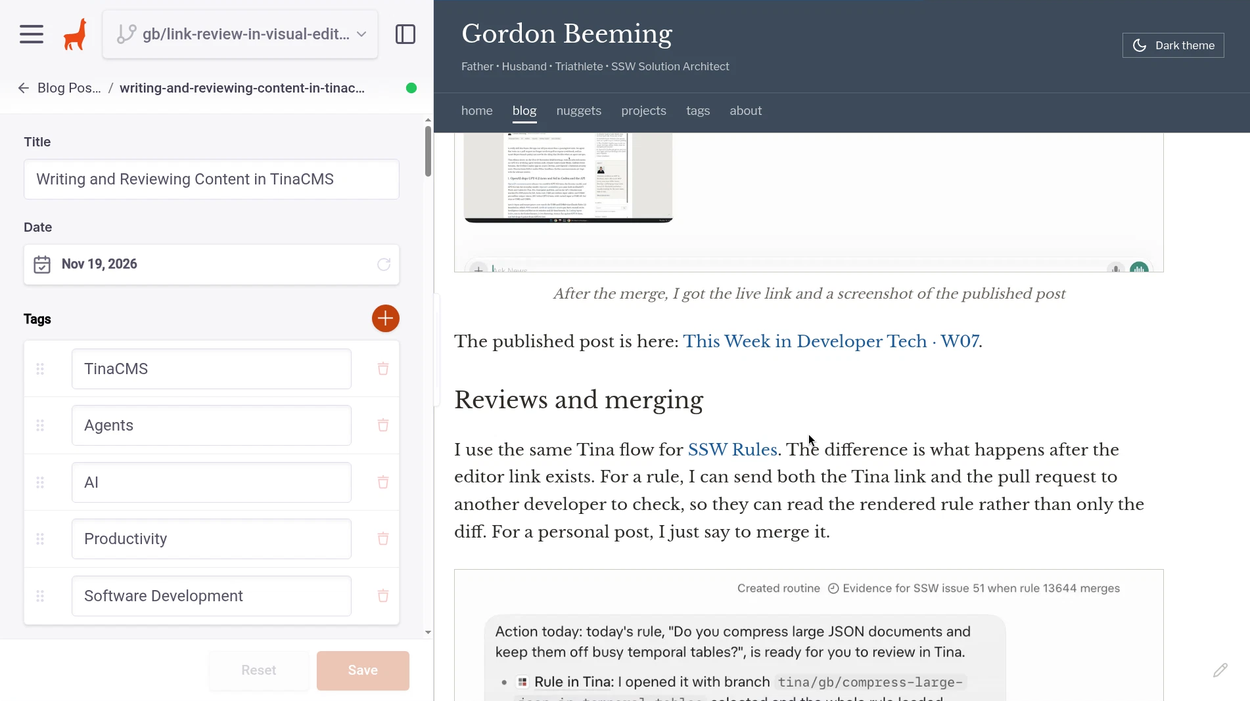 gb/link-review-in-visual-edit...
Blog Pos... / writing-and-reviewing-content-in-tinac...
Title
Writing and Reviewing Content in TinaCMS
Date
Nov 19, 2026
Tags
TinaCMS
Agents
AI
Productivity
Software Development
Reset
Save
Gordon Beeming
Father • Husband • Triathlete • SSW Solution Architect
Dark theme
home
blog
nuggets
projects
tags
about
After the merge, I got the live link and a screenshot of the published post
The published post is here: This Week in Developer Tech · W07.
Reviews and merging
I use the same Tina flow for SSW Rules. The difference is what happens after the
editor link exists. For a rule, I can send both the Tina link and the pull request to
another developer to check, so they can read the rendered rule rather than only the
diff. For a personal post, I just say to merge it.
Created routine Evidence for SSW issue 51 when rule 13644 merges
Action today: today's rule, "Do you compress large JSON documents and
keep them off busy temporal tables?", is ready for you to review in Tina.
• Rule in Tina: I opened it with branch tina/gb/compress-large-